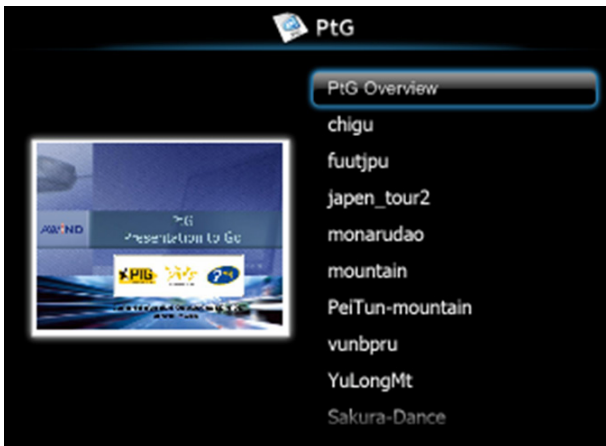 PtG
PtG Overview
chigu
fuutjpu
japen_tour2
monarudao
mountain
PeiTun-mountain
vunbpru
YuLongMt
Sakura-Dance
AWIND
PtG
Presentation to Go
PTG